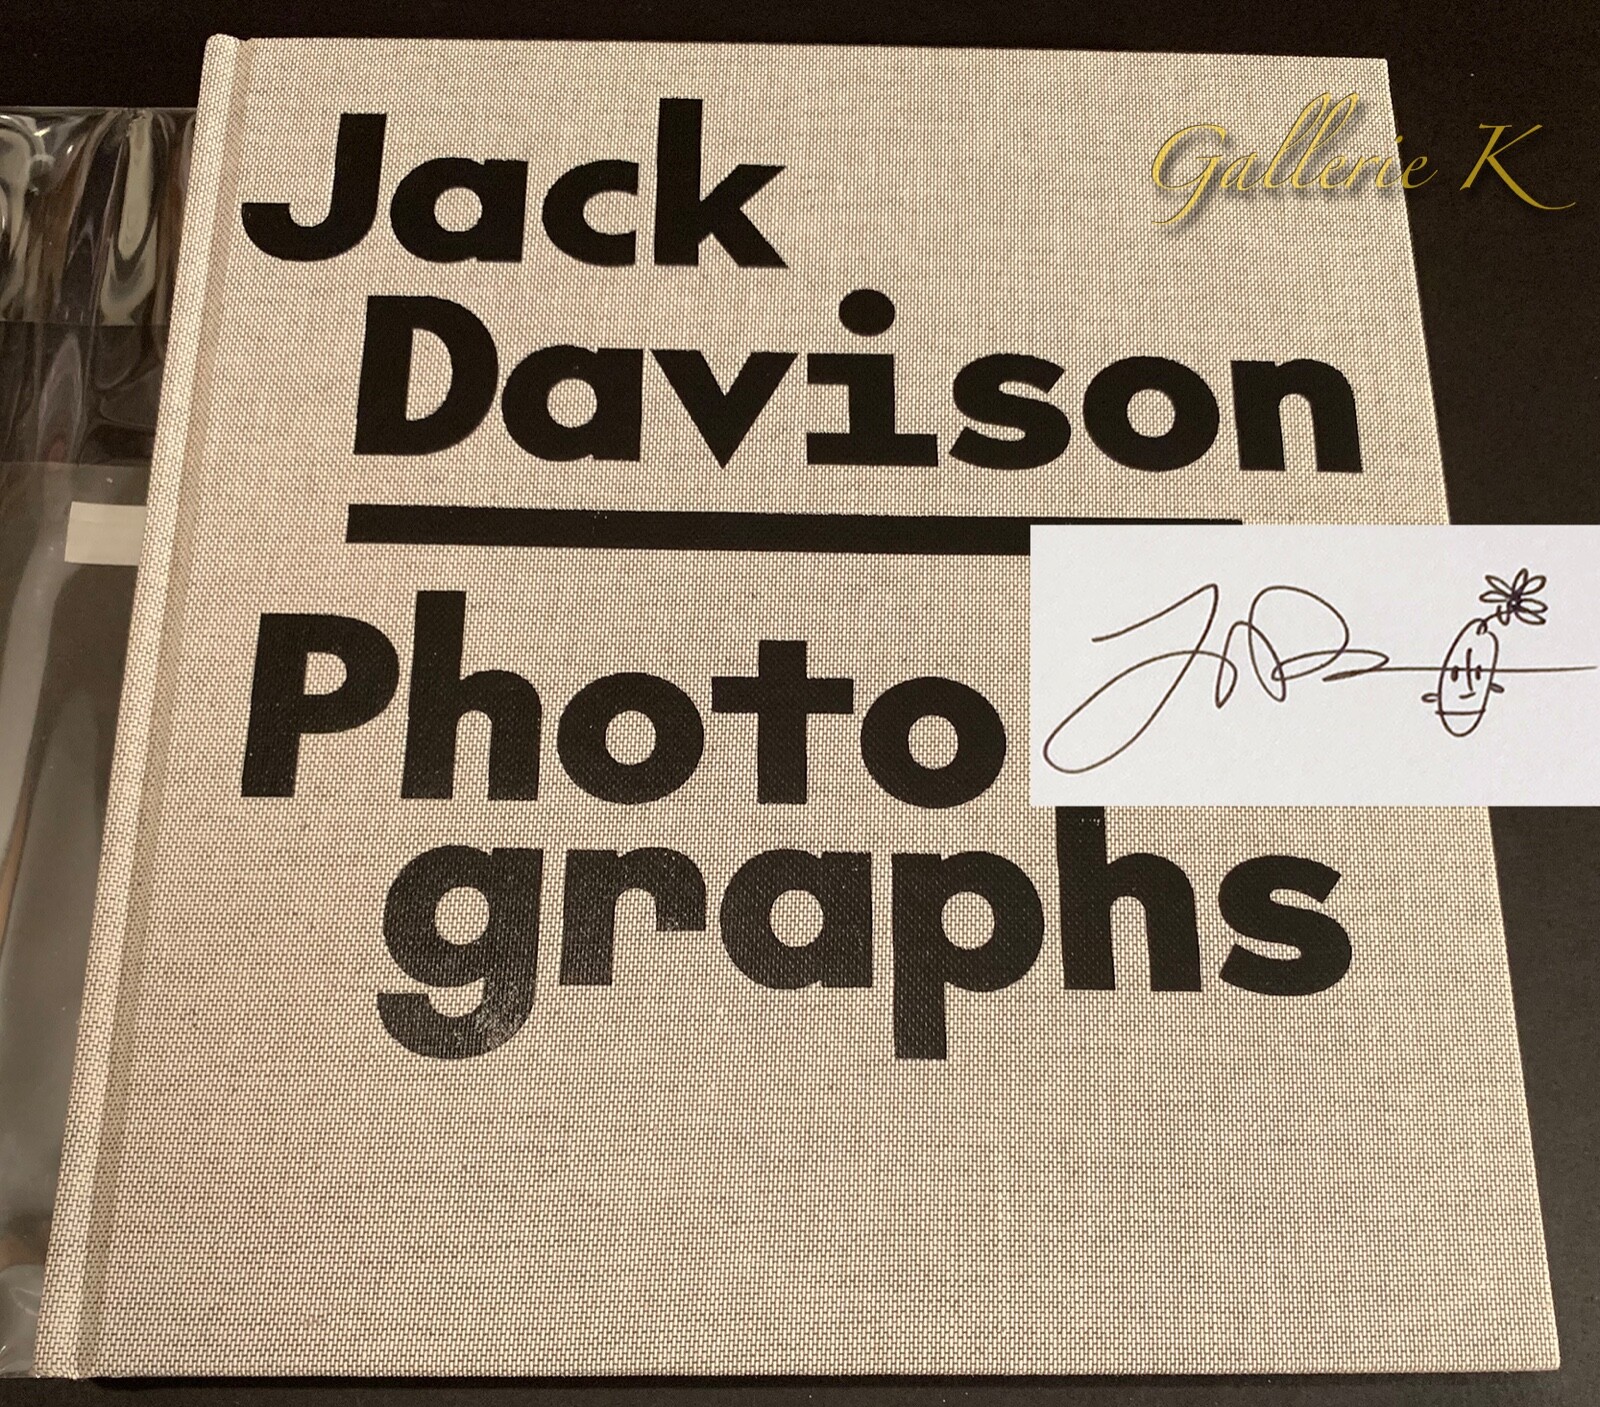 Jack
Gallerie K
Davison
Photo
graphs